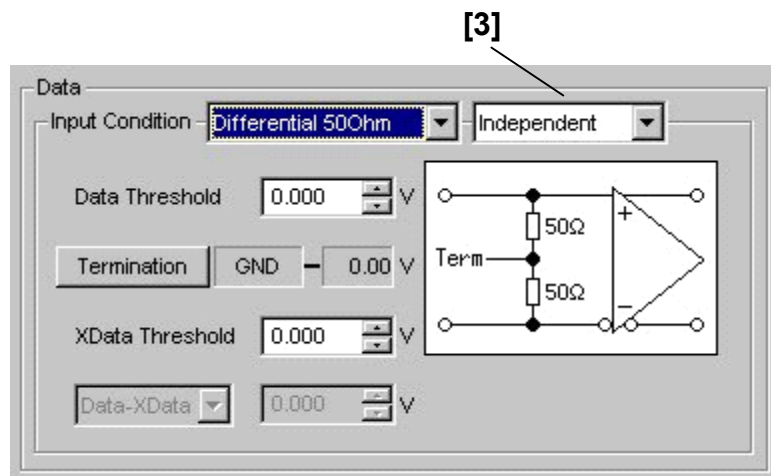 [3]
Data
Input Condition Differential 50Ohm Independent
Data Threshold 0.000 V
Termination GND 0.00 V
XData Threshold 0.000 V
Data-XData 0.000 V
50Ω
+
Term
50Ω
−